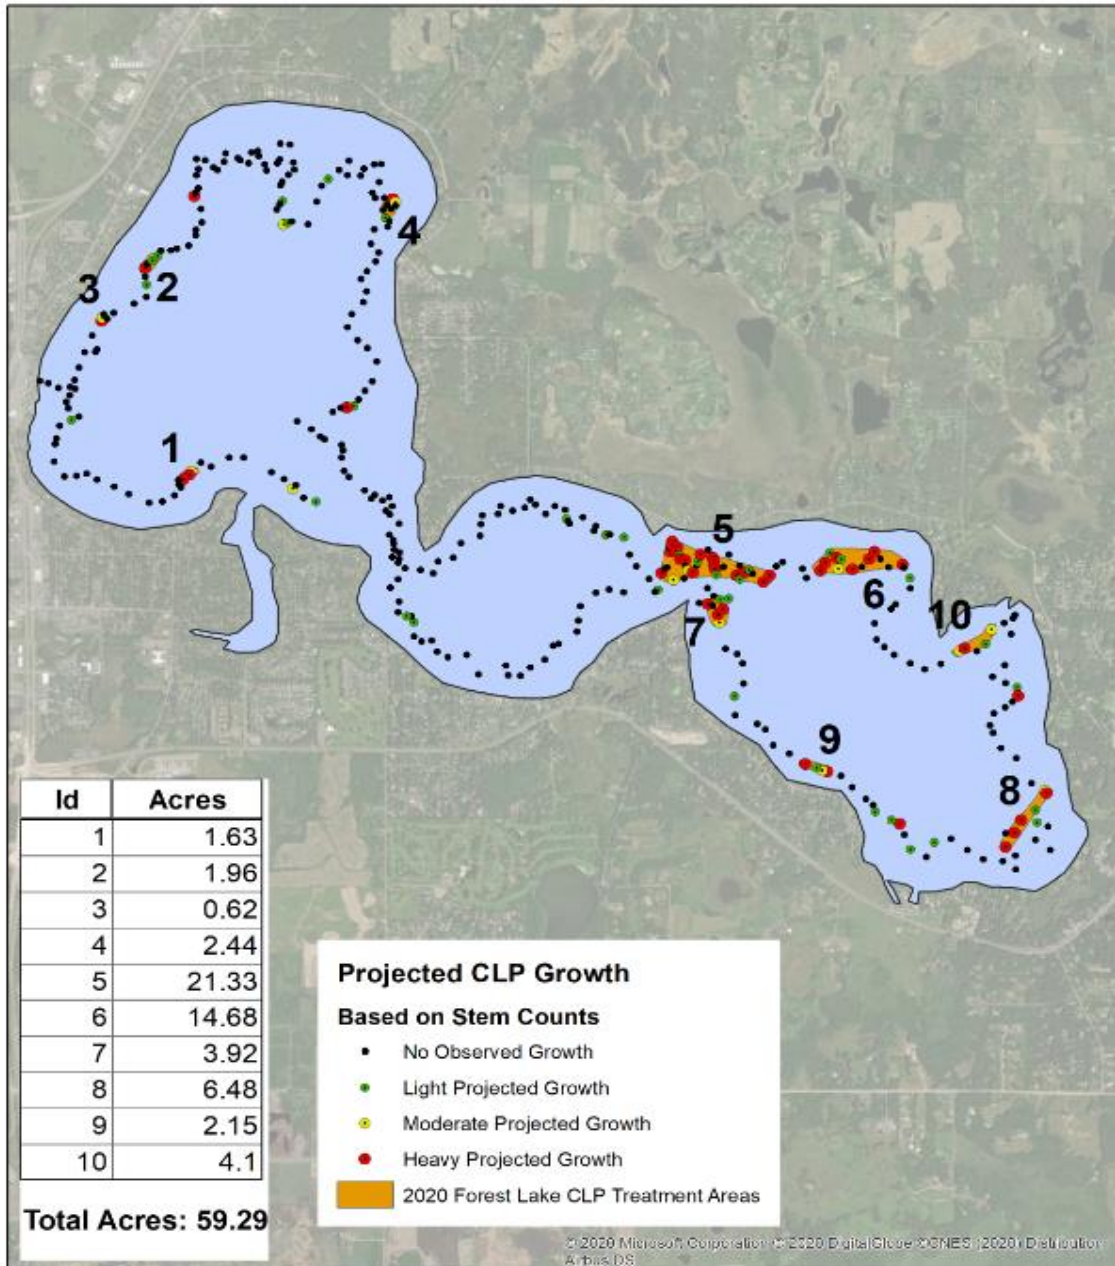 4
3
2
1
5
6
10
7
9
8
Id Acres
1 1.63
2 1.96
3 0.62
4 2.44
5 21.33
6 14.68
7 3.92
8 6.48
9 2.15
10 4.1
Total Acres: 59.29
Projected CLP Growth
Based on Stem Counts
No Observed Growth
Light Projected Growth
Moderate Projected Growth
Heavy Projected Growth
2020 Forest Lake CLP Treatment Areas
© 2020 Microsoft Corporation © 2020 DigitalGlobe ©CNES (2020) Distribution
Airbus DS